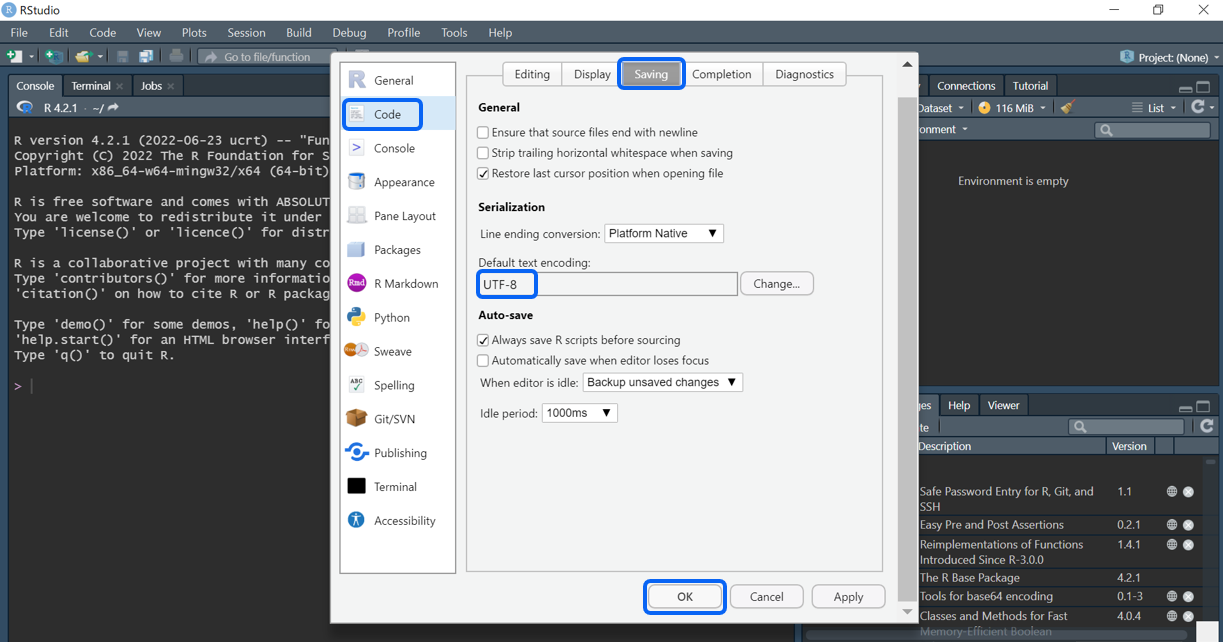 RStudio
File Edit Code View Plots Session Build Debug Profile Tools Help
Go to file/function
Project: (None)
Console Terminal Jobs
R 4.2.1 · ~/
R version 4.2.1 (2022-06-23 ucrt) -- "Fun
Copyright (C) 2022 The R Foundation for S
Platform: x86_64-w64-mingw32/x64 (64-bit)
R is free software and comes with ABSOLUT
You are welcome to redistribute it under
Type 'license()' or 'licence()' for distr
R is a collaborative project with many co
Type 'contributors()' for more informatio
'citation()' on how to cite R or R packag
Type 'demo()' for some demos, 'help()' fo
'help.start()' for an HTML browser interf
Type 'q()' to quit R.
>
General
Code
Console
Appearance
Pane Layout
Packages
Rmd R Markdown
Python
Sweave
ABC Spelling
Git/SVN
Publishing
Terminal
Accessibility
Editing Display Saving Completion Diagnostics
General
Ensure that source files end with newline
Strip trailing horizontal whitespace when saving
Restore last cursor position when opening file
Serialization
Line ending conversion: Platform Native
Default text encoding:
UTF-8 Change...
Auto-save
Always save R scripts before sourcing
Automatically save when editor loses focus
When editor is idle: Backup unsaved changes
Idle period: 1000ms
OK Cancel Apply
Connections Tutorial
Dataset 116 MiB List
onment
Environment is empty
ges Help Viewer
te
Description Version
Safe Password Entry for R, Git, and 1.1
SSH
Easy Pre and Post Assertions 0.2.1
Reimplementations of Functions 1.4.1
Introduced Since R-3.0.0
The R Base Package 4.2.1
Tools for base64 encoding 0.1-3
Classes and Methods for Fast 4.0.4
Memory-Efficient Boolean